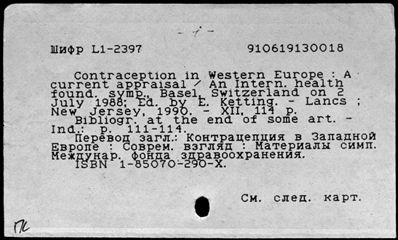 Шифр L1-2397
910619130018
Contraception in Western Europe : A
current appraisal / An Intern. health
found. symp. Basel, Switzerland on 2
July 1988; Ed. by E. Ketting. - Lancs ;
New Jersey, 1990. - XII, 114 p.
Bibliogr. at the end of some art. -
Ind.: p. 111-114.
Перевод загл.: Контрацепция в Западной
Европе : Соврем. взгляд : Материалы симп.
Междунар. фонда здравоохранения.
ISBN 1-85070-290-X.
См. след. карт.